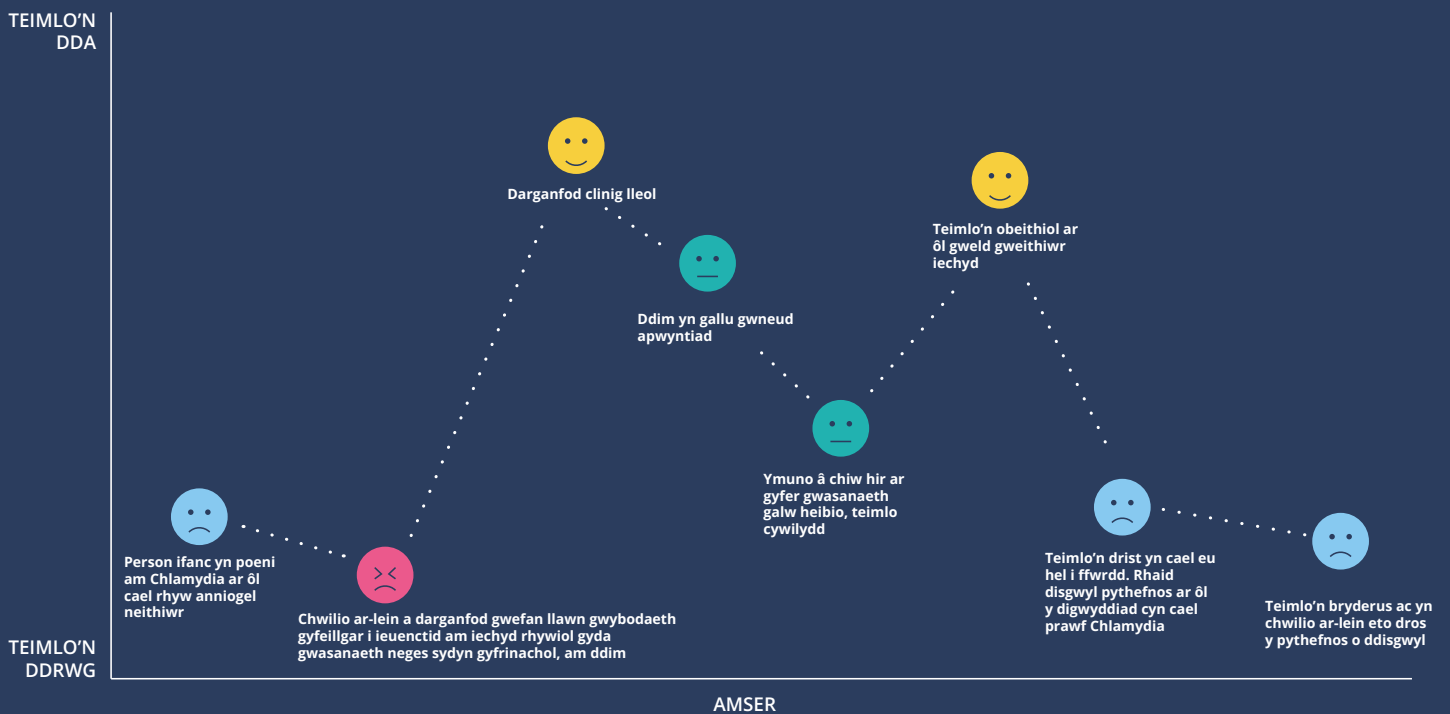 TEIMLO’N
DDA
Darganfod clinig lleol
Ddim yn gallu gwneud
apwyntiad
Teimlo’n obeithiol ar
ôl gweld gweithiwr
iechyd
Ymuno â chiw hir ar
gyfer gwasanaeth
galw heibio, teimlo
cywilydd
Person ifanc yn poeni
am Chlamydia ar ôl
cael rhyw anniogel
neithiwr
Chwilio ar-lein a darganfod gwefan llawn gwybodaeth
gyfeillgar i ieuenctid am iechyd rhywiol gyda
gwasanaeth neges sydyn gyfrinachol, am ddim
Teimlo’n drist yn cael eu
hel i ffwrdd. Rhaid
disgwyl pythefnos ar ôl
y digwyddiad cyn cael
prawf Chlamydia
Teimlo’n bryderus ac yn
chwilio ar-lein eto dros
y pythefnos o ddisgwyl
TEIMLO’N
DDRWG
AMSER